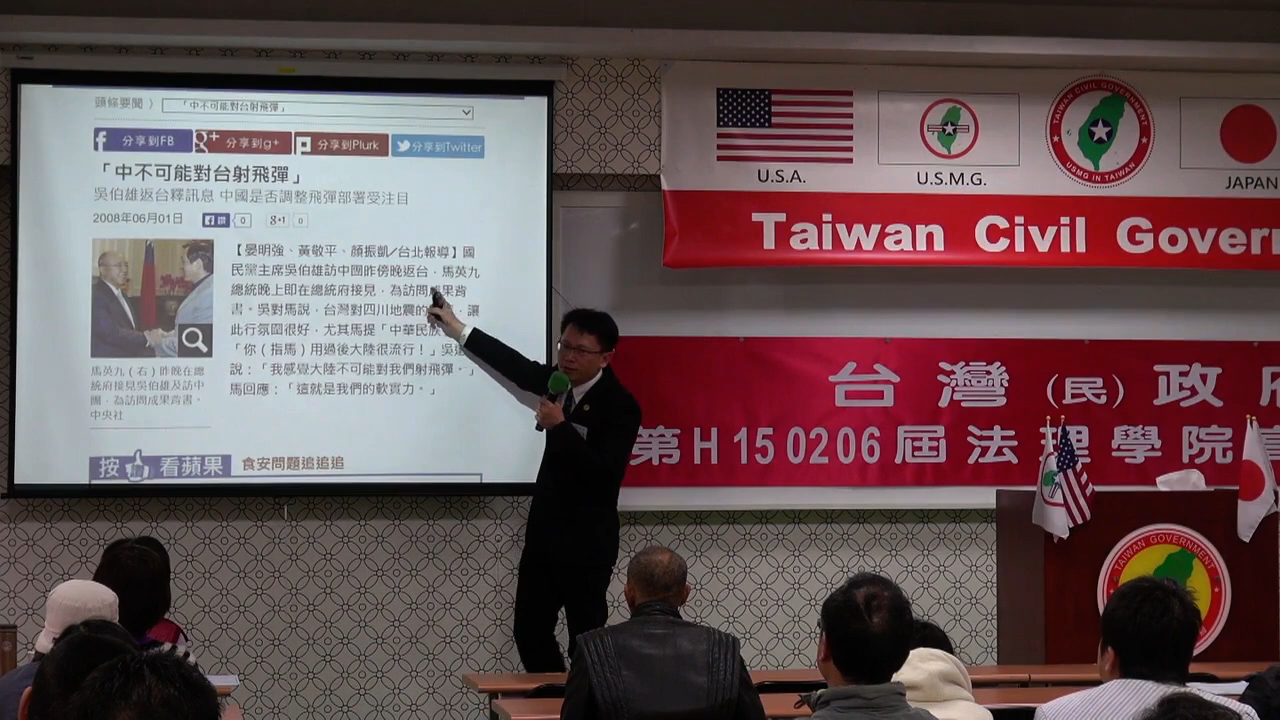 頭條要聞 〉 「中不可能對台射飛彈」
分享到FB 分享到g+ 分享到Plurk 分享到Twitter
「中不可能對台射飛彈」
吳伯雄返台釋訊息 中國是否調整飛彈部署受注目
2008年06月01日 讚 0 g+1 0
【晏明強、黃敬平、顏振凱／台北報導】國
民黨主席吳伯雄訪中國昨傍晚返台，馬英九
總統晚上即在總統府接見，為訪問成果背
書。吳對馬說，台灣對四川地震的 ，讓
此行氛圍很好，尤其馬提「中華民族
「你（指馬）用過後大陸很流行！」吳
說：「我感覺大陸不可能對我們射飛彈。」
馬回應：「這就是我們的軟實力。」
馬英九（右）昨晚在總
統府接見吳伯雄及訪中
團，為訪問成果背書。
中央社
按 看蘋果 食安問題追追追
U.S.A.
U.S.M.G.
TAIWAN CIVIL GOVERNMENT
USMG IN TAIWAN
JAPAN
Taiwan Civil Govern
台灣（民）政府
第H150206屆法理學院
TAIWAN GOVERNMENT